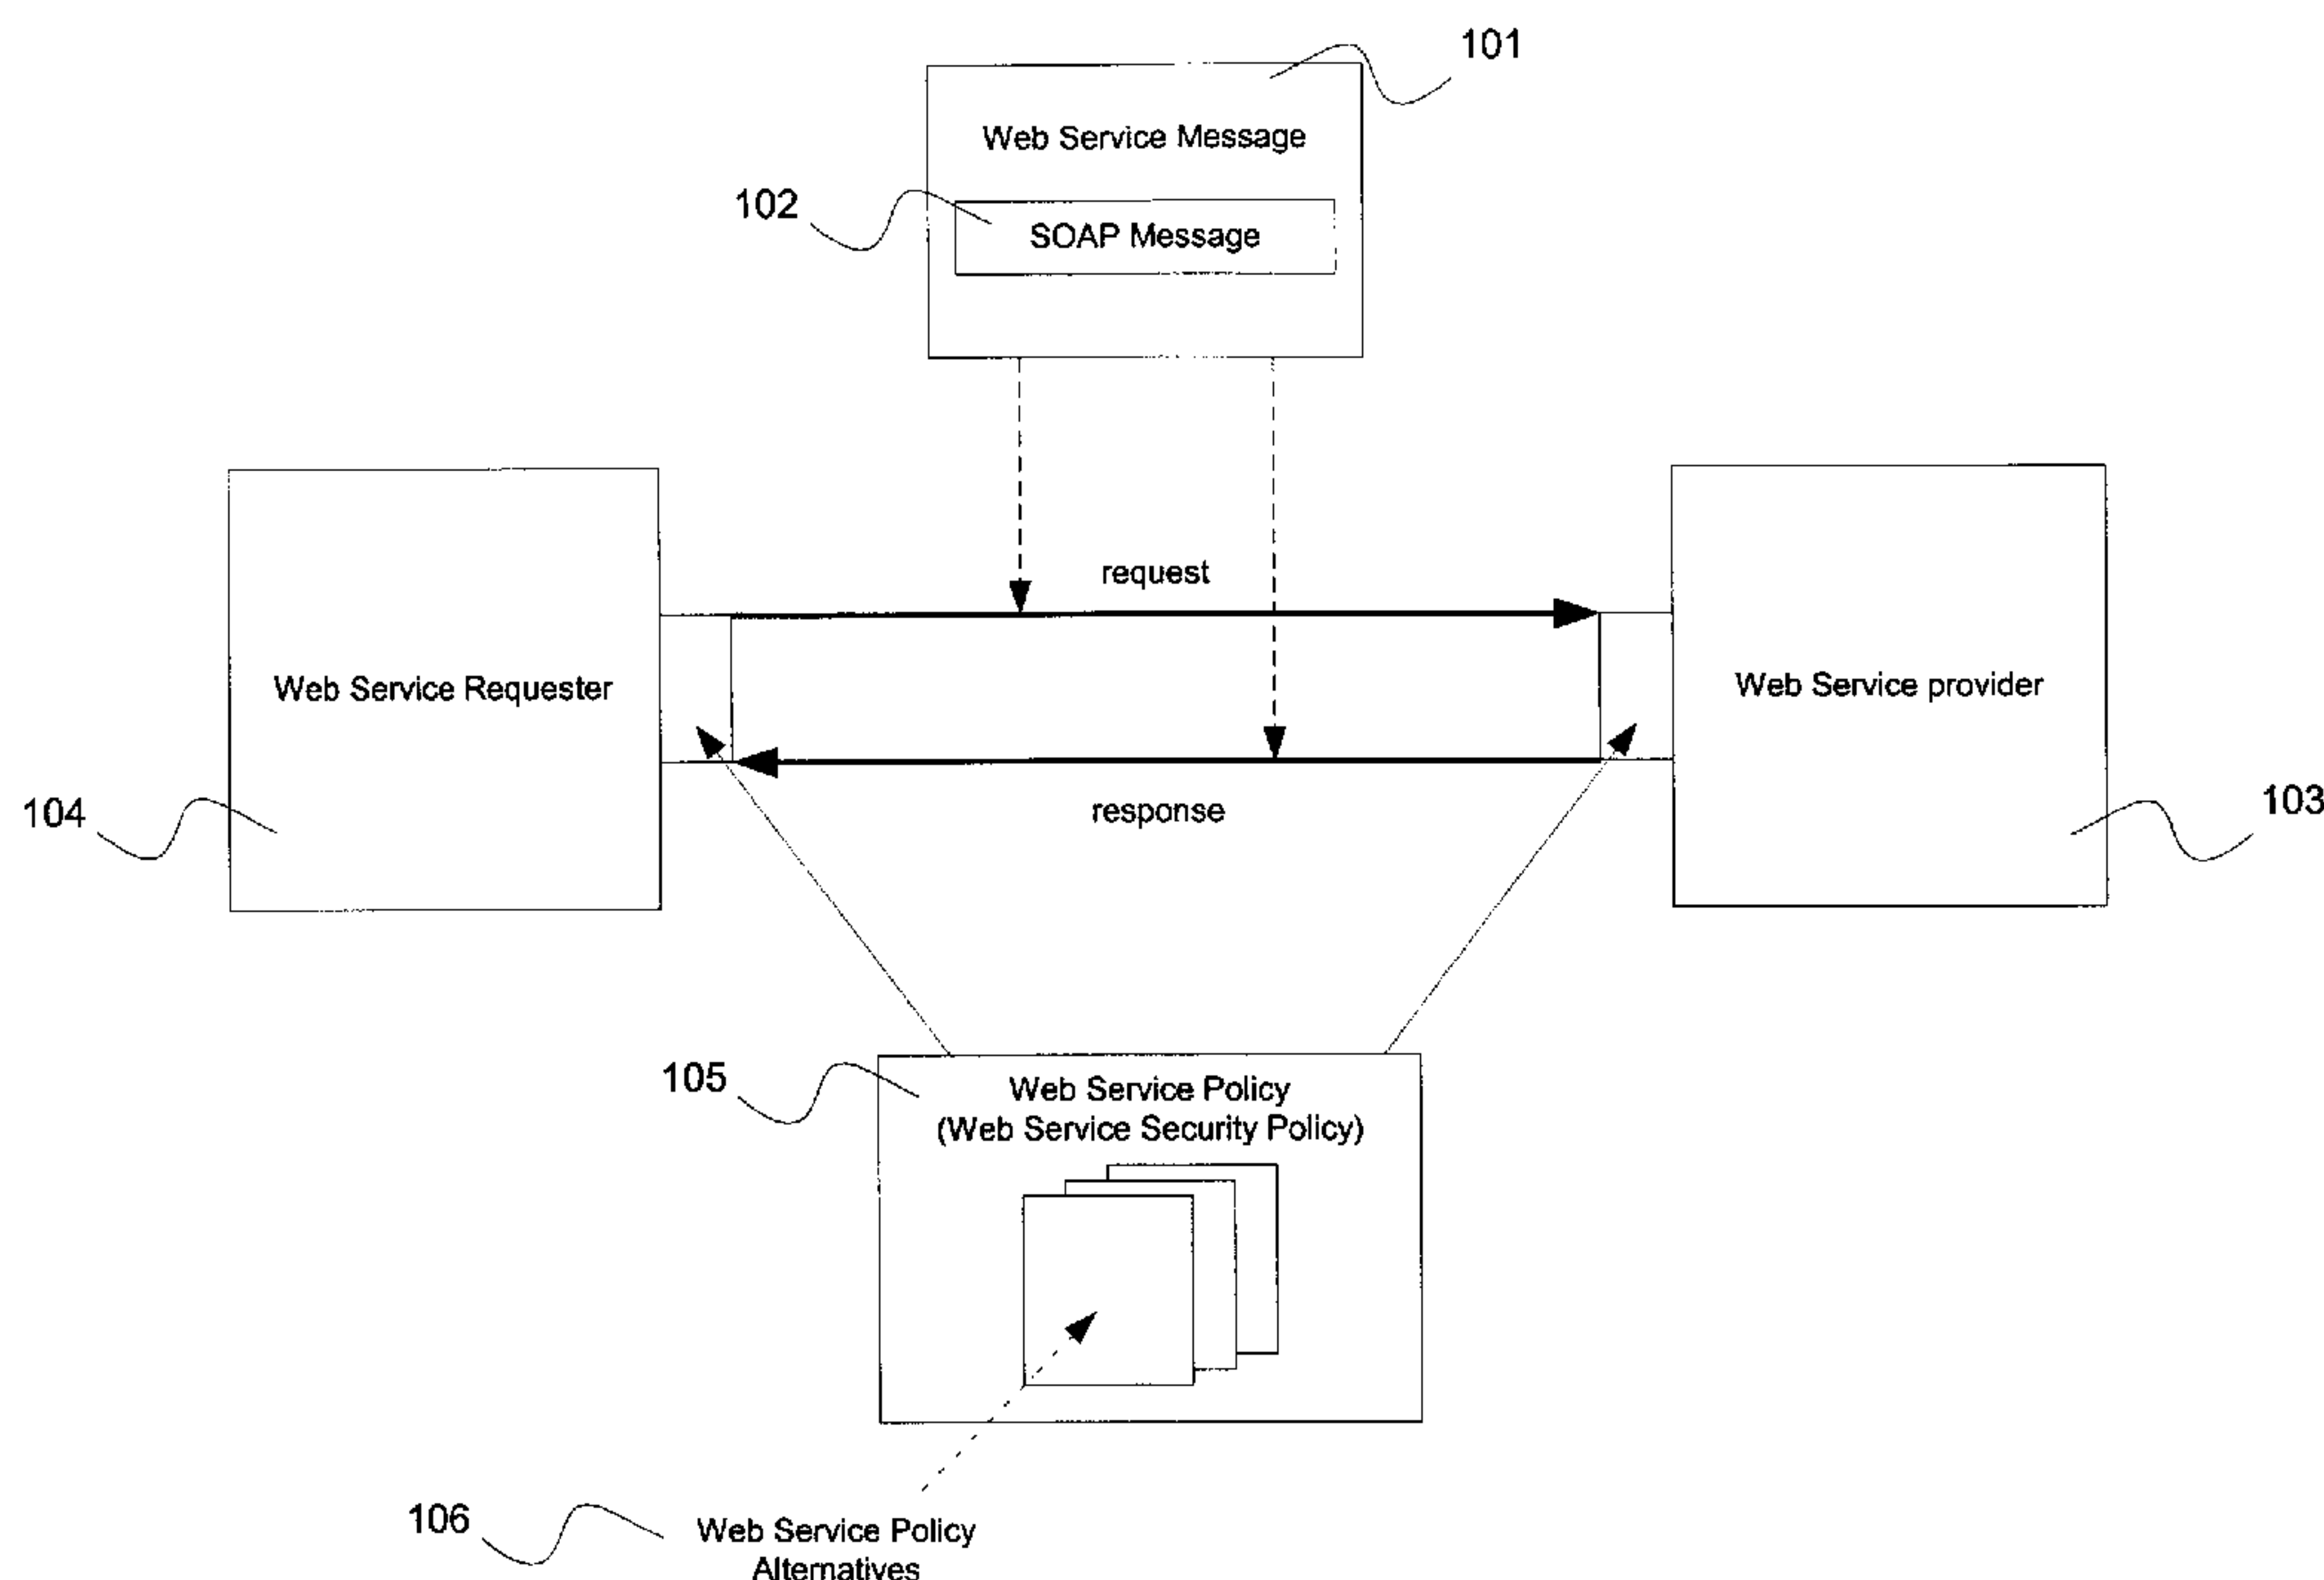 101
Web Service Message
102
SOAP Message
request
Web Service Requester
Web Service provider
104
response
103
105
Web Service Policy
(Web Service Security Policy)
106
Web Service Policy
Alternatives